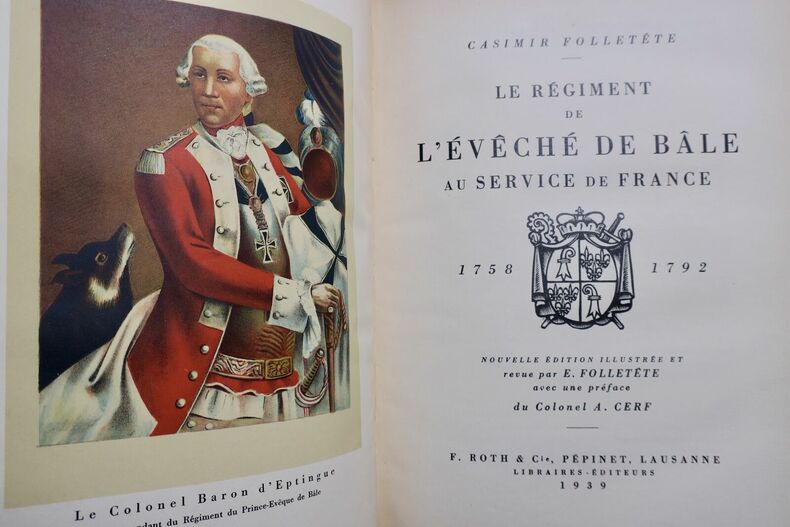 Le Colonel Baron d'Eptingue
du Régiment du Prince-Evêque de Bâle
CASIMIR FOLLETÊTE
LE RÉGIMENT
DE
L'ÉVÊCHÉ DE BÂLE
AU SERVICE DE FRANCE
1758 1792
NOUVELLE ÉDITION ILLUSTRÉE ET
revue par E. FOLLETÊTE
avec une préface
du Colonel A. CERF
F. ROTH & Cie, PÉPINET, LAUSANNE
LIBRAIRES-ÉDITEURS
1939